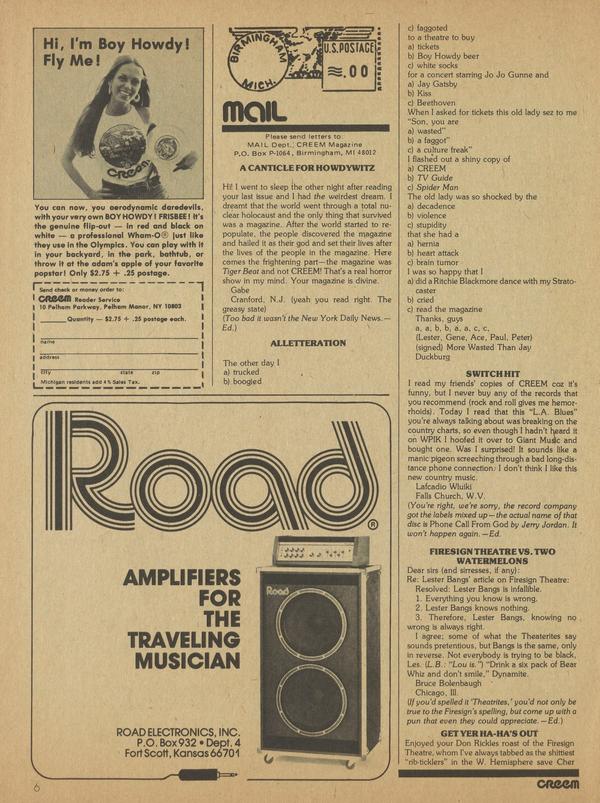 Hi, I'm Boy Howdy!
Fly Me!
CREEM
You can now, you aerodynamic daredevils,
with your very own BOY HOWDY! FRISBEE! It's
the genuine flip-out — in red and black on
white — a professional Wham-O® just like
they use in the Olympics. You can play with it
in your backyard, in the park, bathtub, or
throw it at the adam's apple of your favorite
popstar! Only $2.75 + .25 postage.
Send check or money order to:
CREEM Reader Service
10 Pelham Parkway, Pelham Manor, NY 10803
Quantity — $2.75 + .25 postage each.
name
address
city state zip
Michigan residents add 4% Sales Tax.
BIRMINGHAM
MICH.
U.S. POSTAGE
.00
MAIL
Please send letters to
MAIL Dept., CREEM Magazine
P.O. Box P-1064, Birmingham, MI 48012
A CANTICLE FOR HOWDYWITZ
Hi! I went to sleep the other night after reading
your last issue and I had the weirdest dream. I
dreamt that the world went through a total nu-
clear holocaust and the only thing that survived
was a magazine. After the world started to re-
populate, the people discovered the magazine
and hailed it as their god and set their lives after
the lives of the people in the magazine. Here
comes the frightening part—the magazine was
Tiger Beat and not CREEM! That's a real horror
show in my mind. Your magazine is divine.
Gabe
Cranford, N.J. (yeah you read right. The
greasy state)
(Too bad it wasn't the New York Daily News.—
Ed.)
ALLETTERATION
The other day I
a) trucked
b) boogied
c) faggoted
to a theatre to buy
a) tickets
b) Boy Howdy beer
c) white socks
for a concert starring Jo Jo Gunne and
a) Jay Gatsby
b) Kiss
c) Beethoven
When I asked for tickets this old lady sez to me
"Son, you are
a) wasted"
b) a faggot"
c) a culture freak"
I flashed out a shiny copy of
a) CREEM
b) TV Guide
c) Spider Man
The old lady was so shocked by the
a) decadence
b) violence
c) stupidity
that she had a
a) hernia
b) heart attack
c) brain tumor
I was so happy that I
a) did a Ritchie Blackmore dance with my Strato-
caster
b) cried
c) read the magazine
Thanks, guys
a, a, b, b, a, a, c, c,
(Lester, Gene, Ace, Paul, Peter)
(signed) More Wasted Than Jay
Duckburg
SWITCH HIT
I read my friends' copies of CREEM coz it's
funny, but I never buy any of the records that
you recommend (rock and roll gives me hemor-
rhoids). Today I read that this "L.A. Blues"
you're always talking about was breaking on the
country charts, so even though I hadn't heard it
on WPIK I hoofed it over to Giant Music and
bought one. Was I surprised! It sounds like a
manic pigeon screeching through a bad long-dis-
tance phone connection. I don't think I like this
new country music.
Lafcadio Wluiki
Falls Church, W.V.
(You're right, we're sorry, the record company
got the labels mixed up—the actual name of that
disc is Phone Call From God by Jerry Jordan. It
won't happen again.—Ed.
FIRESIGN THEATRE VS. TWO
WATERMELONS
Dear sirs (and sirresses, if any):
Re: Lester Bangs' article on Firesign Theatre:
Resolved: Lester Bangs is infallible.
1. Everything you know is wrong.
2. Lester Bangs knows nothing.
3. Therefore, Lester Bangs, knowing no
wrong is always right.
I agree; some of what the Theaterites say
sounds pretentious, but Bangs is the same, only
in reverse. Not everybody is trying to be black,
Les. (L.B.: "Lou is.") "Drink a six pack of Bear
Whiz and don't smile," Dynamite.
Bruce Bolenbaugh
Chicago, Ill.
(If you'd spelled it 'Theatrites,' you'd not only be
true to the Firesign's spelling, but come up with a
pun that even they could appreciate.—Ed.)
GET YER HA-HA'S OUT
Enjoyed your Don Rickles roast of the Firesign
Theatre, whom I've always tabbed as the shittiest
"rib-ticklers" in the W. Hemisphere save Cher
Road®
AMPLIFIERS
FOR
THE
TRAVELING
MUSICIAN
Road
ROAD ELECTRONICS, INC.
P.O. Box 932 • Dept. 4
Fort Scott, Kansas 66701
6
CREEM